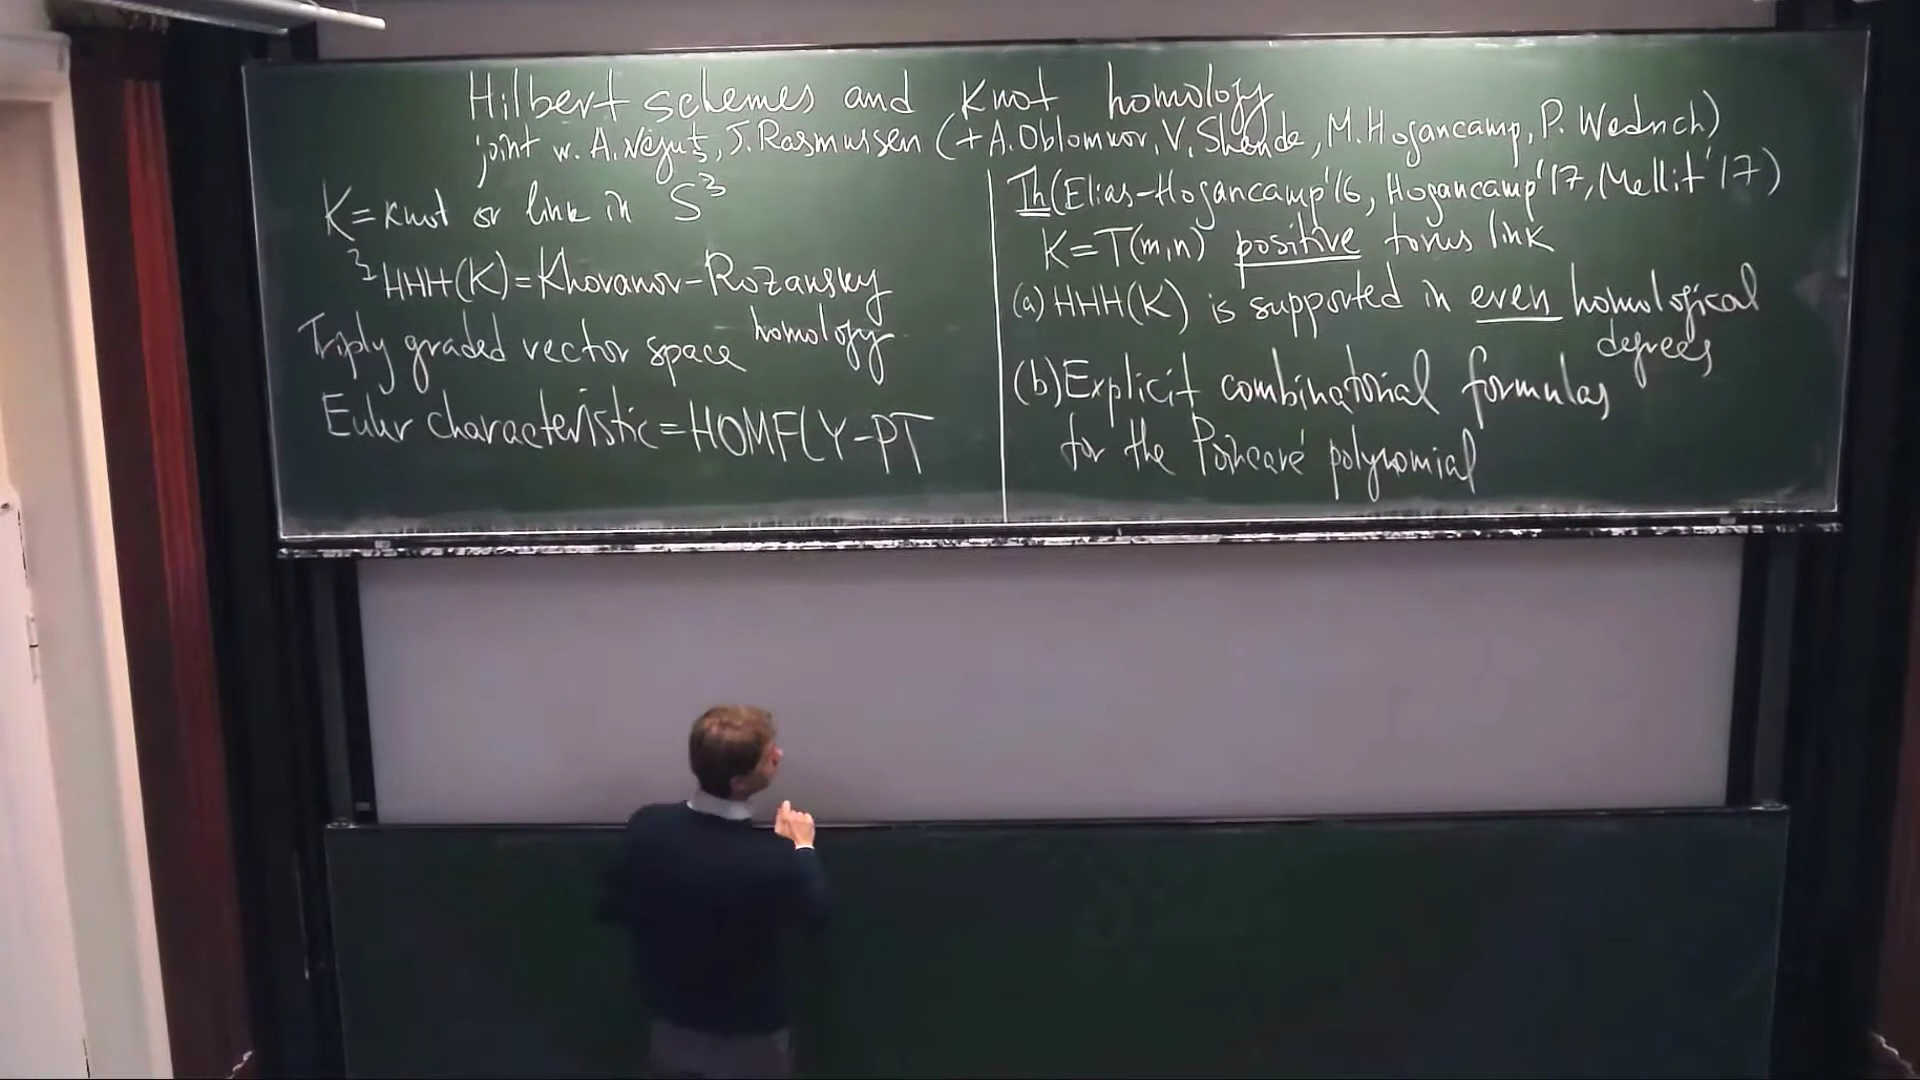 Hilbert schemes and knot homology
joint w. A. Neguț, J. Rasmussen (+ A. Oblomkov, V. Shende, M. Hogancamp, P. Wedrich)
K = knot or link in S³
HHH(K) = Khovanov-Rozansky
homology
Triply graded vector space
Euler characteristic = HOMFLY-PT
Th (Elias-Hogancamp '16, Hogancamp '17, Mellit '17)
K = T(m,n) positive torus link
(a) HHH(K) is supported in even homological
degrees
(b) Explicit combinatorial formulas
for the Poincaré polynomial